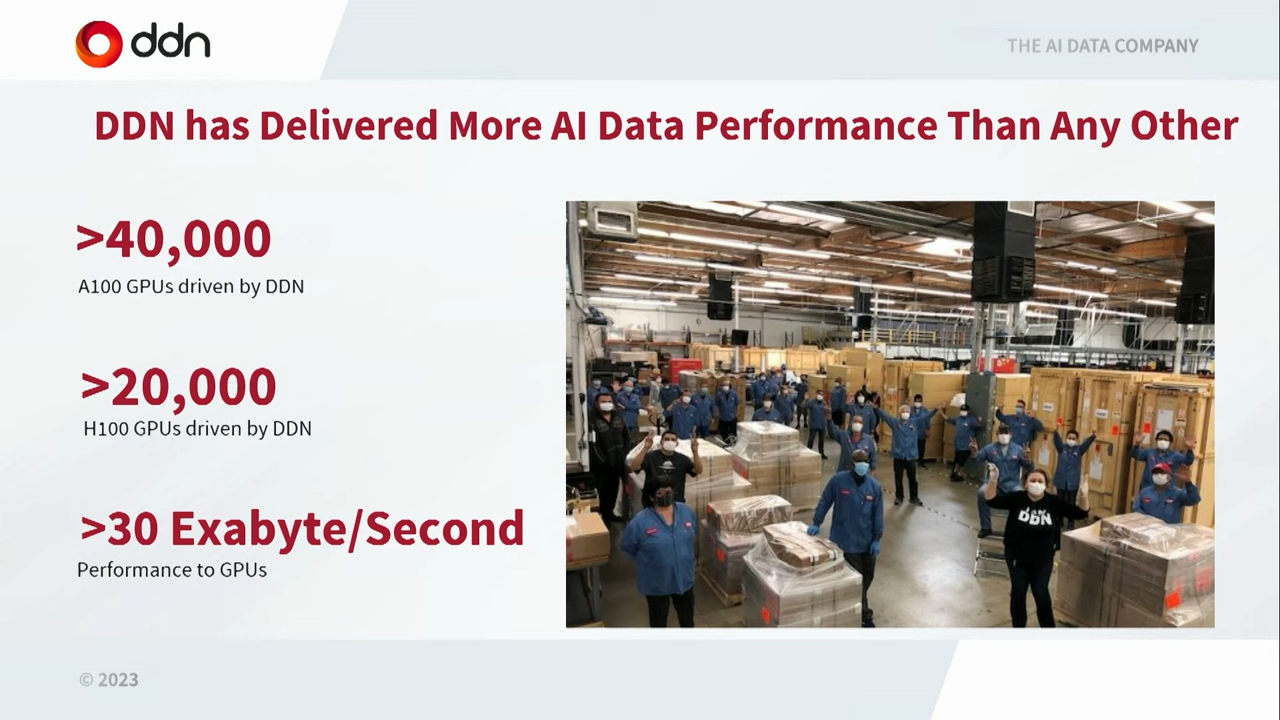 ddn
THE AI DATA COMPANY
DDN has Delivered More AI Data Performance Than Any Other
>40,000
A100 GPUs driven by DDN
>20,000
H100 GPUs driven by DDN
>30 Exabyte/Second
Performance to GPUs
DDN
© 2023